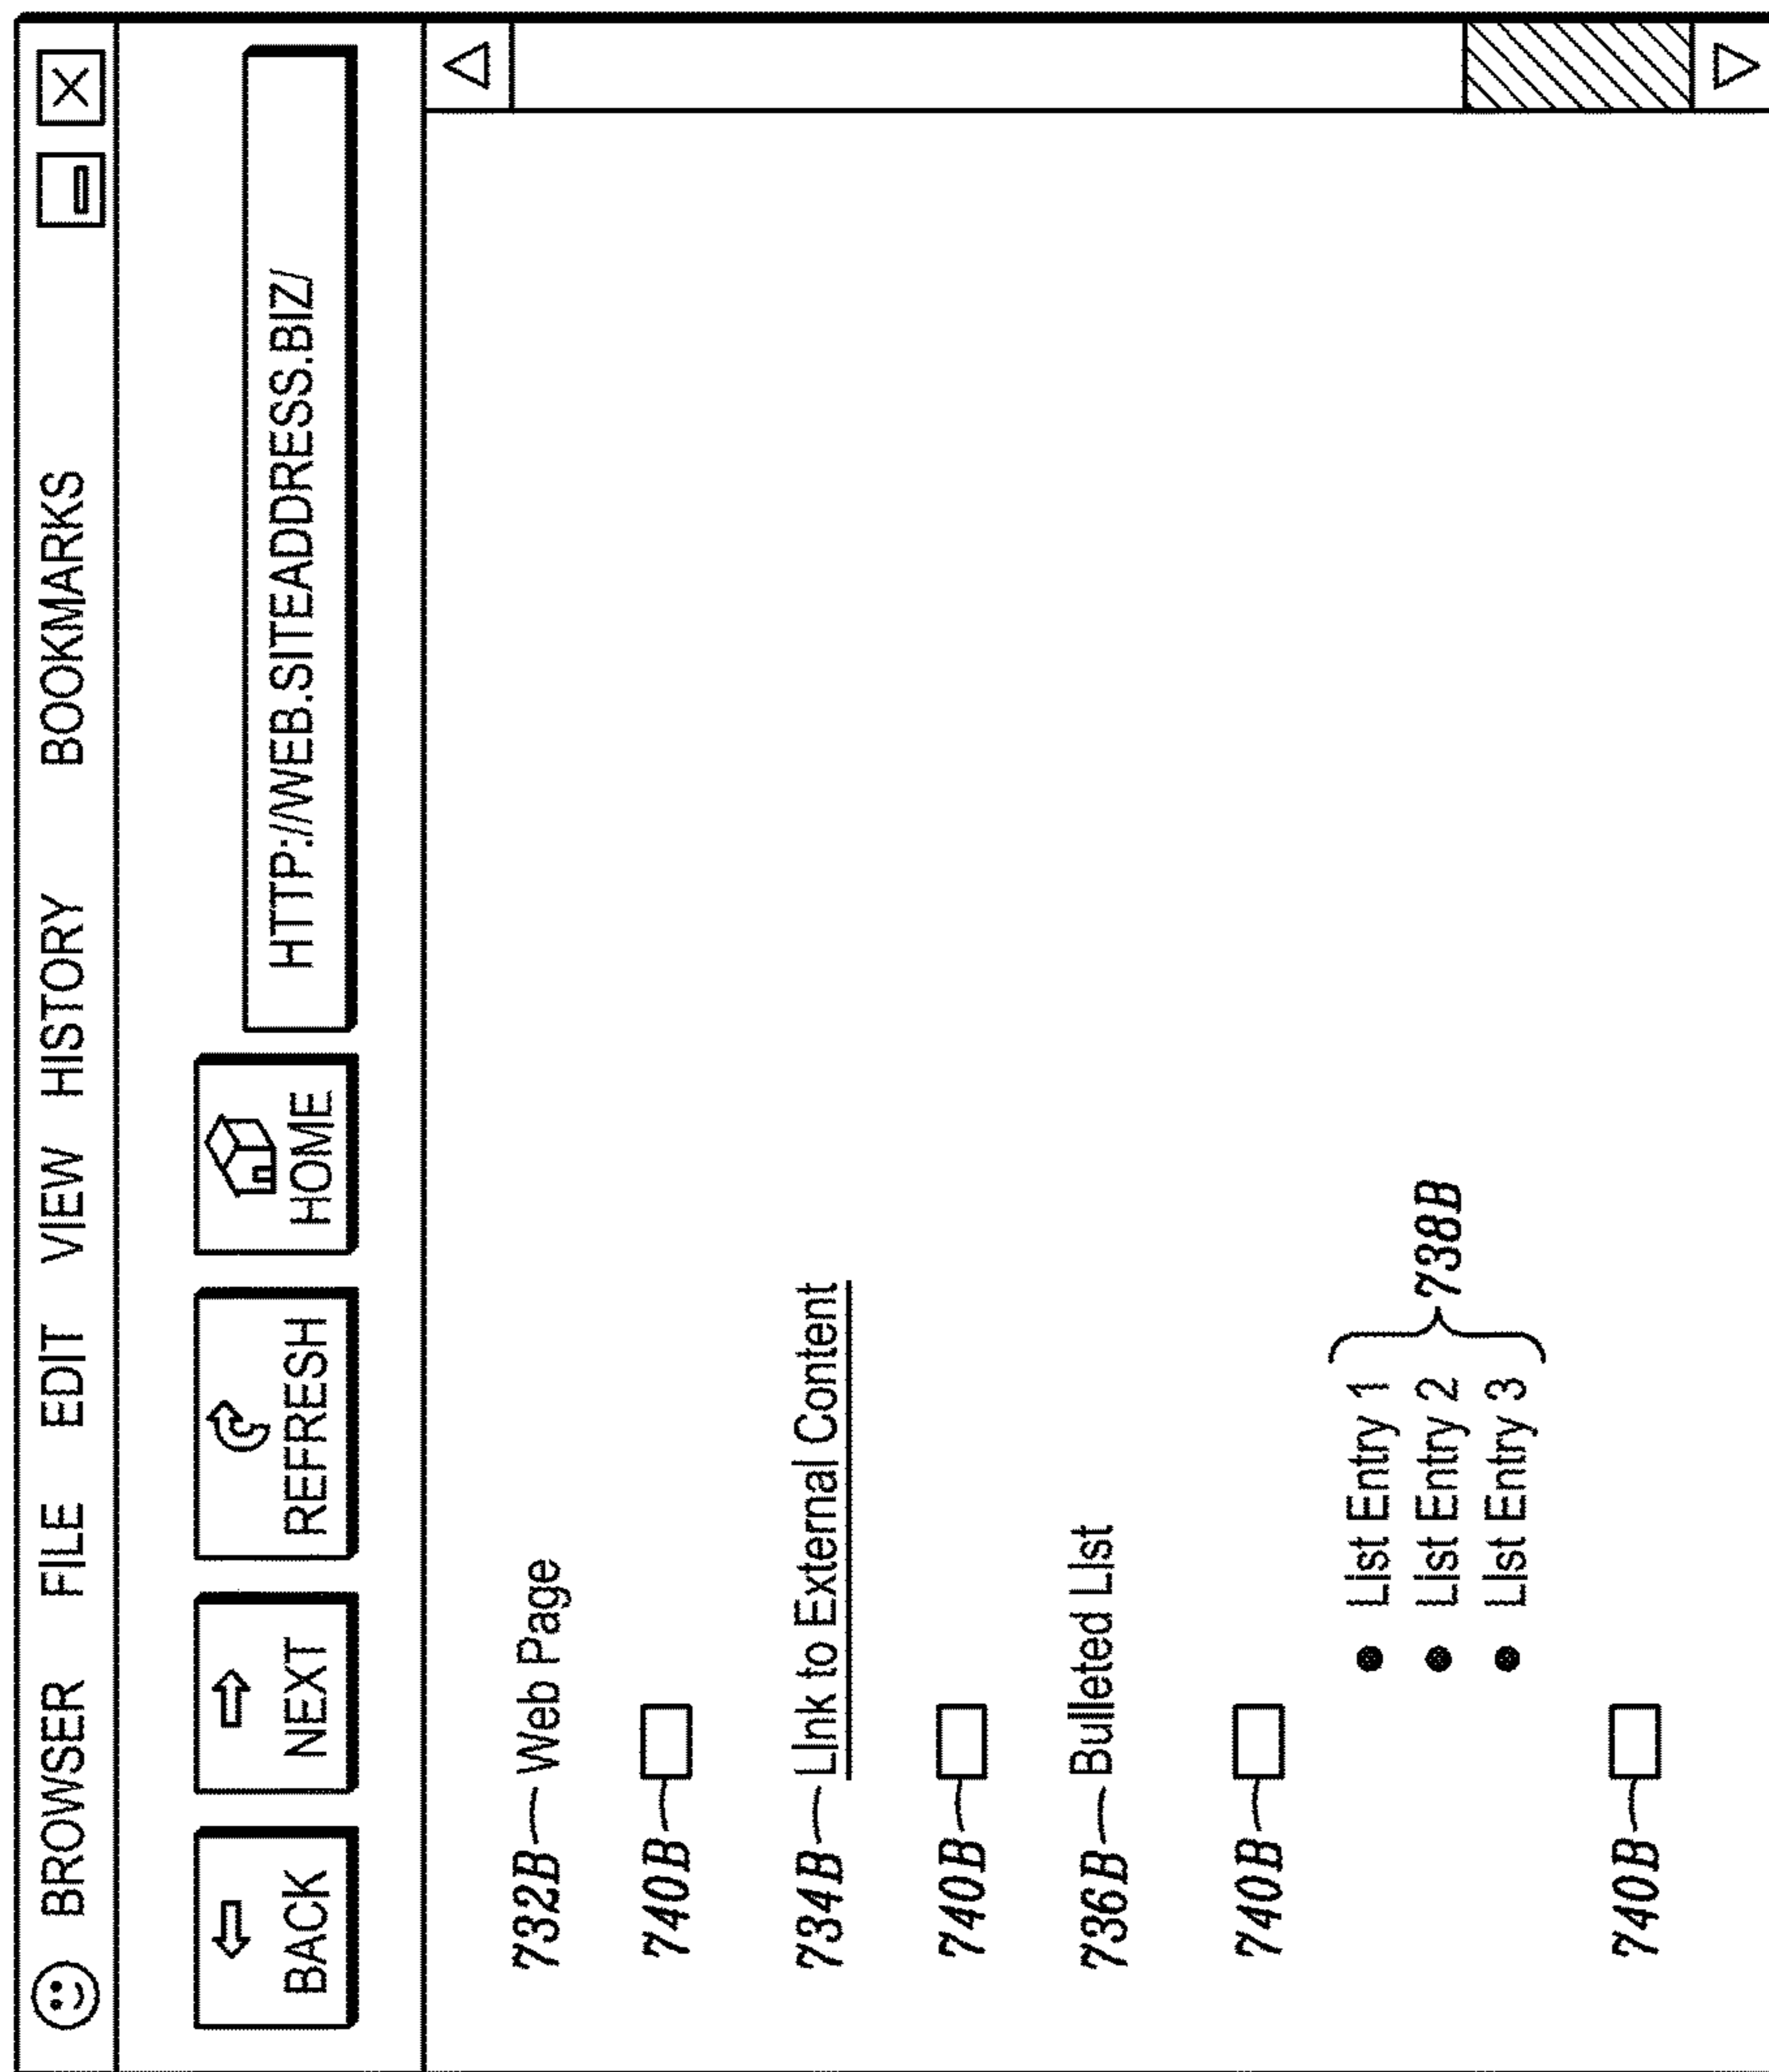 BROWSER FILE EDIT VIEW HISTORY BOOKMARKS
BACK NEXT REFRESH HOME HTTP://WEB.SITEADDRESS.BIZ/
732B Web Page
740B
734B Link to External Content
740B
736B Bulleted List
740B
• List Entry 1
• List Entry 2 738B
• List Entry 3
740B